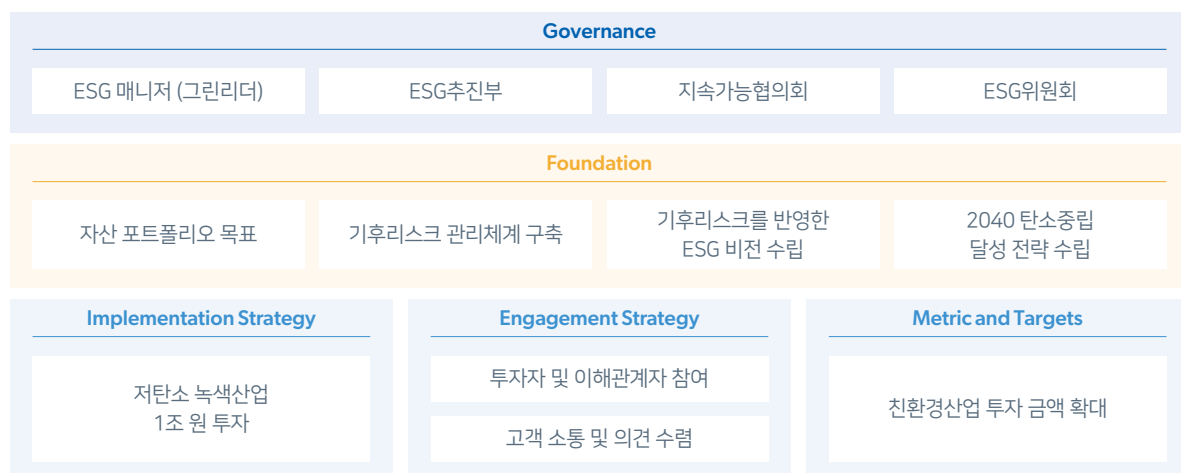 Governance
ESG 매니저 (그린리더)
ESG추진부
지속가능협의회
ESG위원회
Foundation
자산 포트폴리오 목표
기후리스크 관리체계 구축
기후리스크를 반영한
ESG 비전 수립
2040 탄소중립
달성 전략 수립
Implementation Strategy
저탄소 녹색산업
1조 원 투자
Engagement Strategy
투자자 및 이해관계자 참여
고객 소통 및 의견 수렴
Metric and Targets
친환경산업 투자 금액 확대